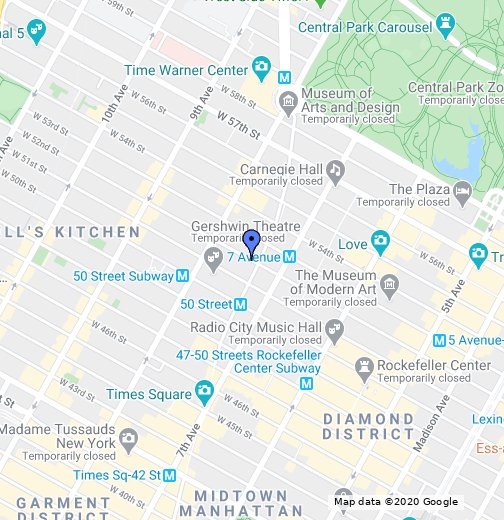 Central Park Carousel
al 5
Time Warner Center
Museum of
Arts and Design
Temporarily closed
Central Park Zo
Temporarily c
10th Ave
9th Ave
W 58th St
W 57th St
W 56th St
W 54th St
W 53rd St
W 52nd St
W 51st St
W 50th St
Ave
Carnegie Hall
Temporarily closed
The Plaza
Temporarily closed
LL'S KITCHEN
Gershwin Theatre
Temporarily closed
7 Avenue
W 56th St
W 54th St
Love
Tr
50 Street Subway
The Museum
of Modern Art
Temporarily closed
5th Ave
50 Street
W 46th St
Radio City Music Hall
Temporarily closed
5 Avenue-
47-50 Streets Rockefeller
Center Subway
Rockefeller Center
Temporarily closed
W 43rd St
Times Square
W 46th St
W 45th St
DIAMOND
DISTRICT
Madison Ave
Lexin
Ess-a
Madame Tussauds
New York
Temporarily closed
7th Ave
Times Sq-42 St
W 40th St
GARMENT
DISTRICT
MIDTOWN
MANHATTAN
Map data ©2020 Google